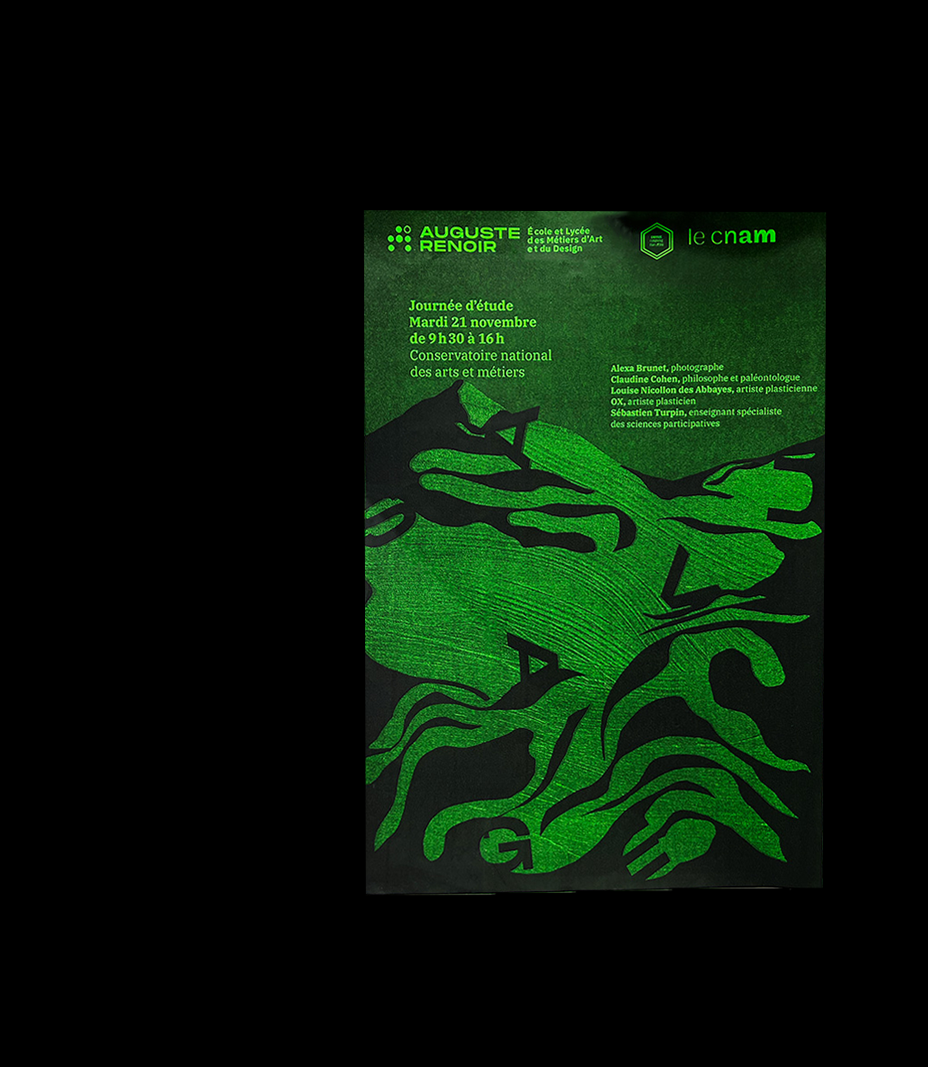 AUGUSTE
RENOIR
École et Lycée
des Métiers d'Art
et du Design
le cnam
Journée d'étude
Mardi 21 novembre
de 9 h 30 à 16 h
Conservatoire national
des arts et métiers
Alexa Brunet, photographe
Claudine Cohen, philosophe et paléontologue
Louise Nicollon des Abbayes, artiste plasticienne
OX, artiste plasticien
Sébastien Turpin, enseignant spécialiste
des sciences participatives